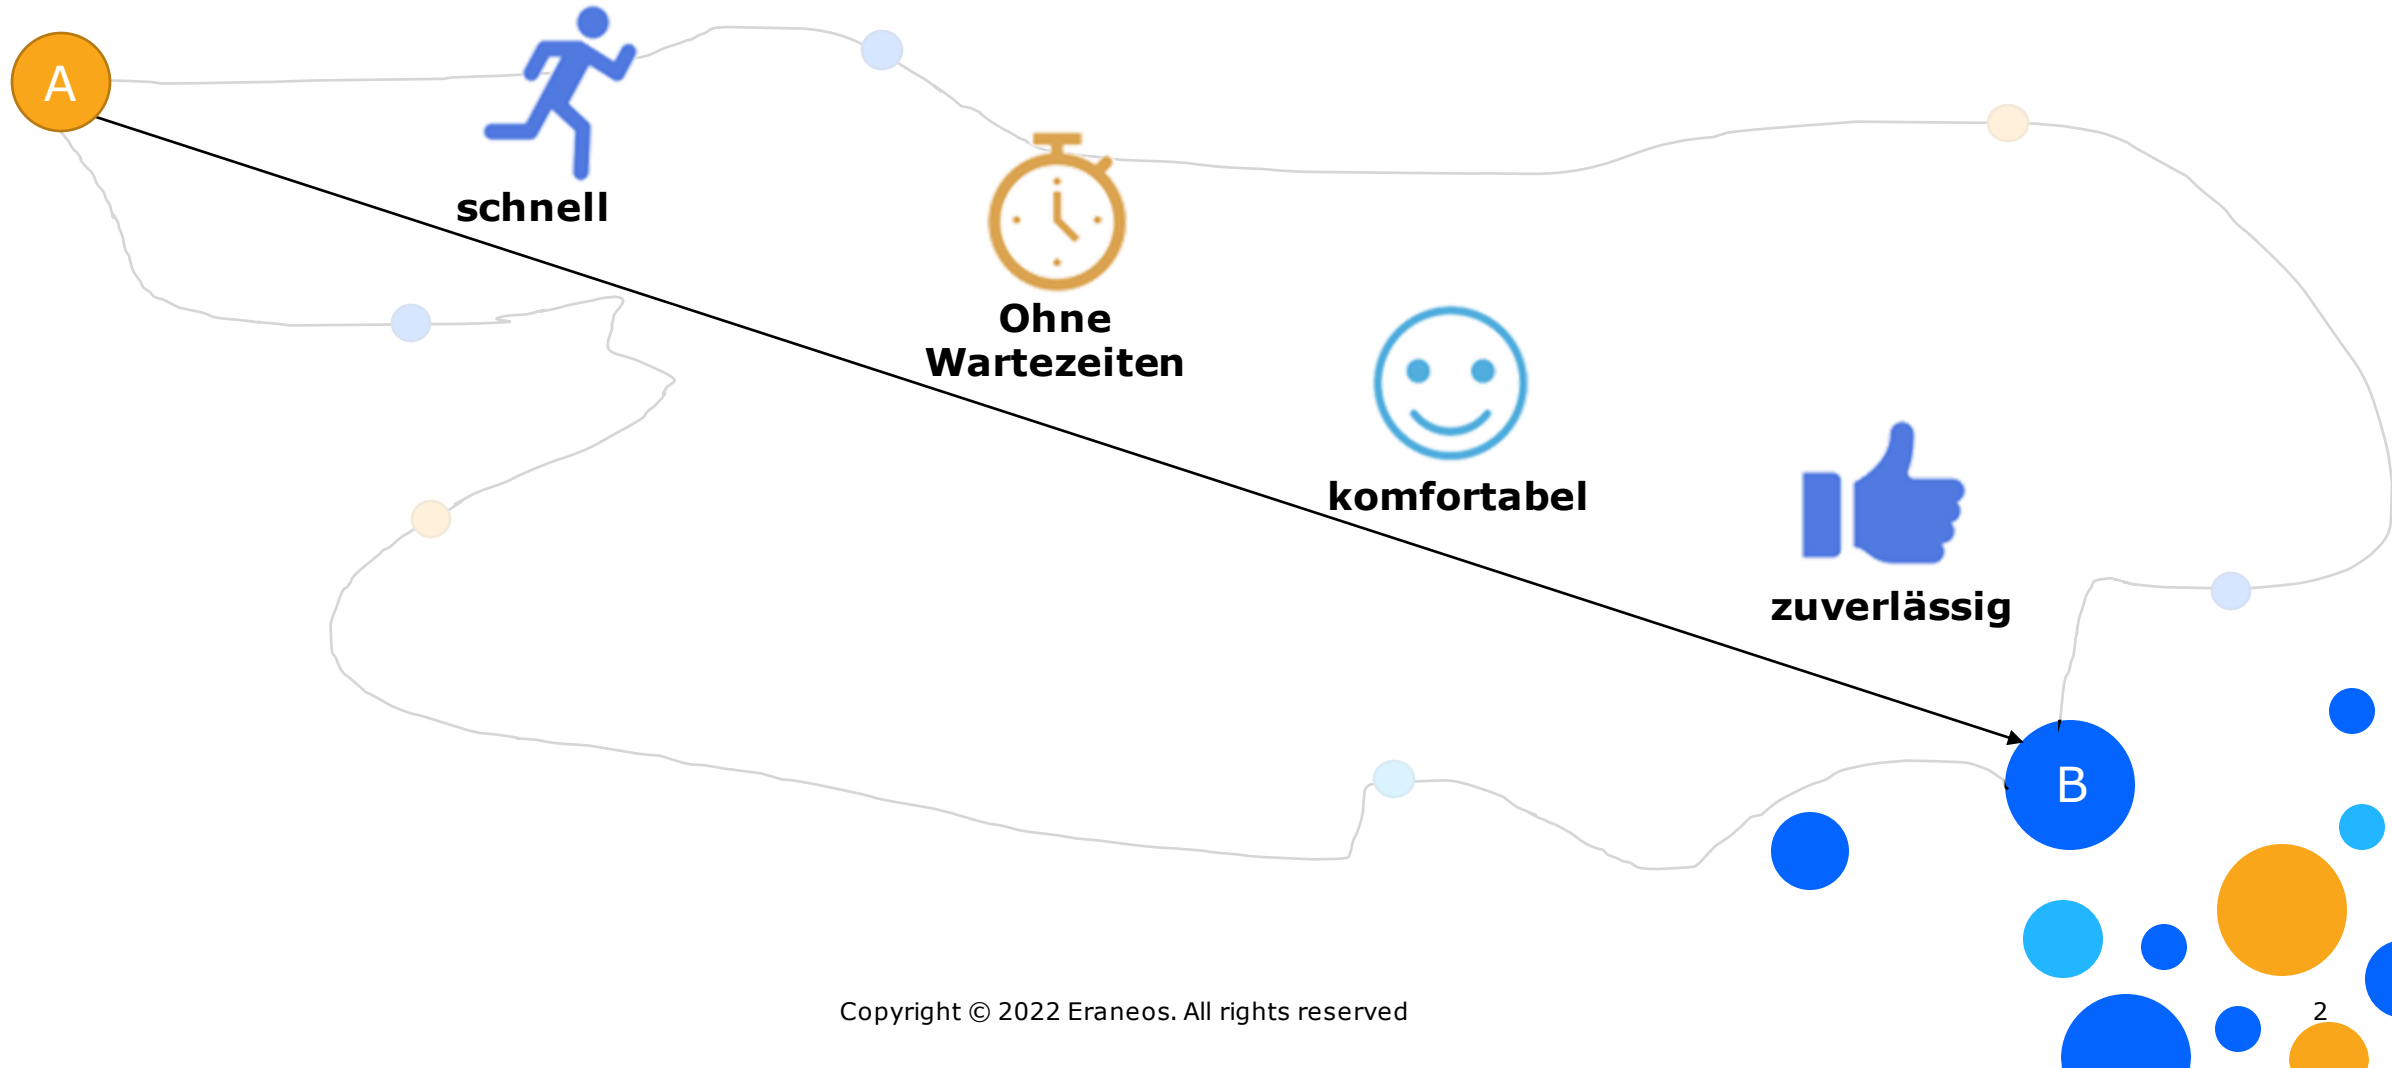 A
schnell
Ohne
Wartezeiten
komfortabel
zuverlässig
B
Copyright © 2022 Eraneos. All rights reserved
2